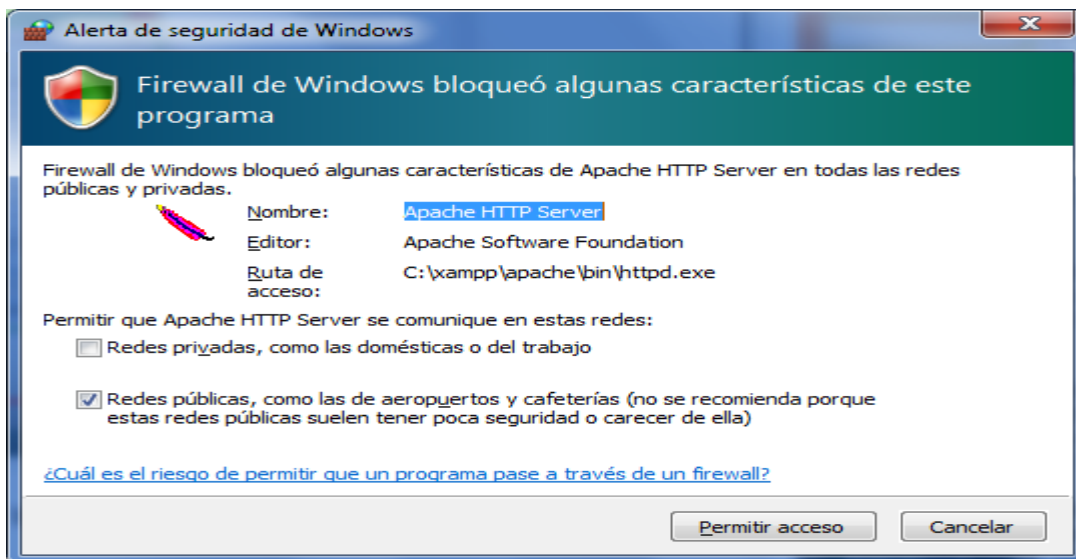 Alerta de seguridad de Windows
Firewall de Windows bloqueó algunas características de este
programa
Firewall de Windows bloqueó algunas características de Apache HTTP Server en todas las redes
públicas y privadas.
Nombre: Apache HTTP Server
Editor: Apache Software Foundation
Ruta de acceso: C:\xampp\apache\bin\httpd.exe
Permitir que Apache HTTP Server se comunique en estas redes:
Redes privadas, como las domésticas o del trabajo
Redes públicas, como las de aeropuertos y cafeterías (no se recomienda porque
estas redes públicas suelen tener poca seguridad o carecer de ella)
¿Cuál es el riesgo de permitir que un programa pase a través de un firewall?
Permitir acceso Cancelar